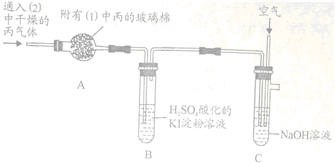 通入(2)
中干燥的
丙气体
附有(1)中丙的玻璃棉
空气
A
H₂SO₄酸化的
KI淀粉溶液
B
NaOH溶液
C